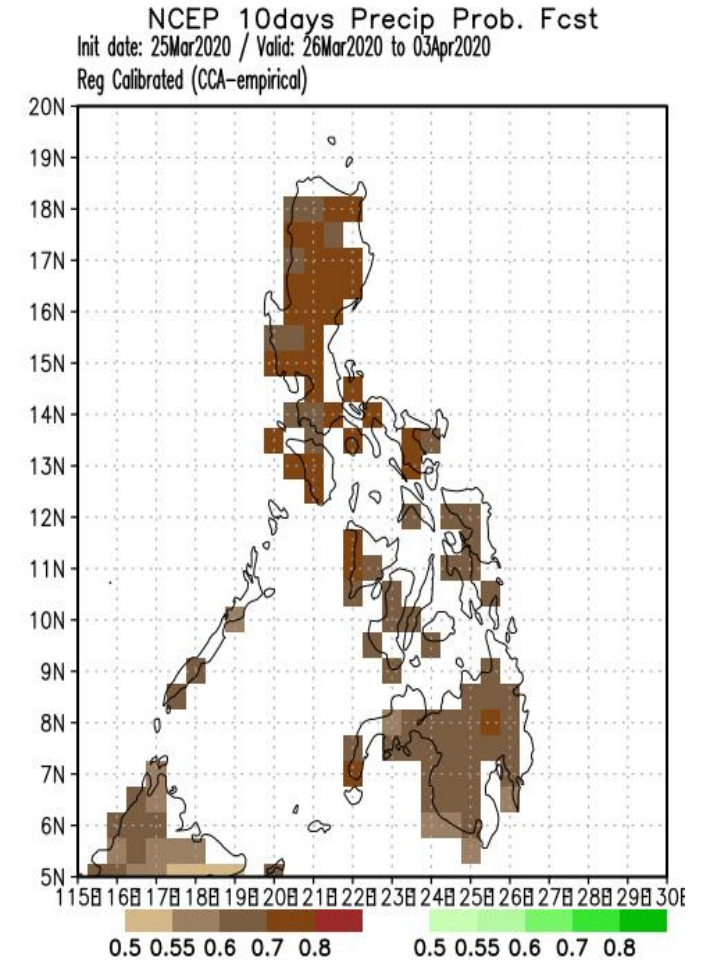 NCEP 10days Precip Prob. Fcst
Init date: 25Mar2020 / Valid: 26Mar2020 to 03Apr2020
Reg Calibrated (CCA-empirical)
20N
19N
18N
17N
16N
15N
14N
13N
12N
11N
10N
9N
8N
7N
6N
5N
115E 116E 117E 118E 119E 120E 121E 122E 123E 124E 125E 126E 127E 128E 129E 130E
0.5 0.55 0.6 0.7 0.8 0.5 0.55 0.6 0.7 0.8